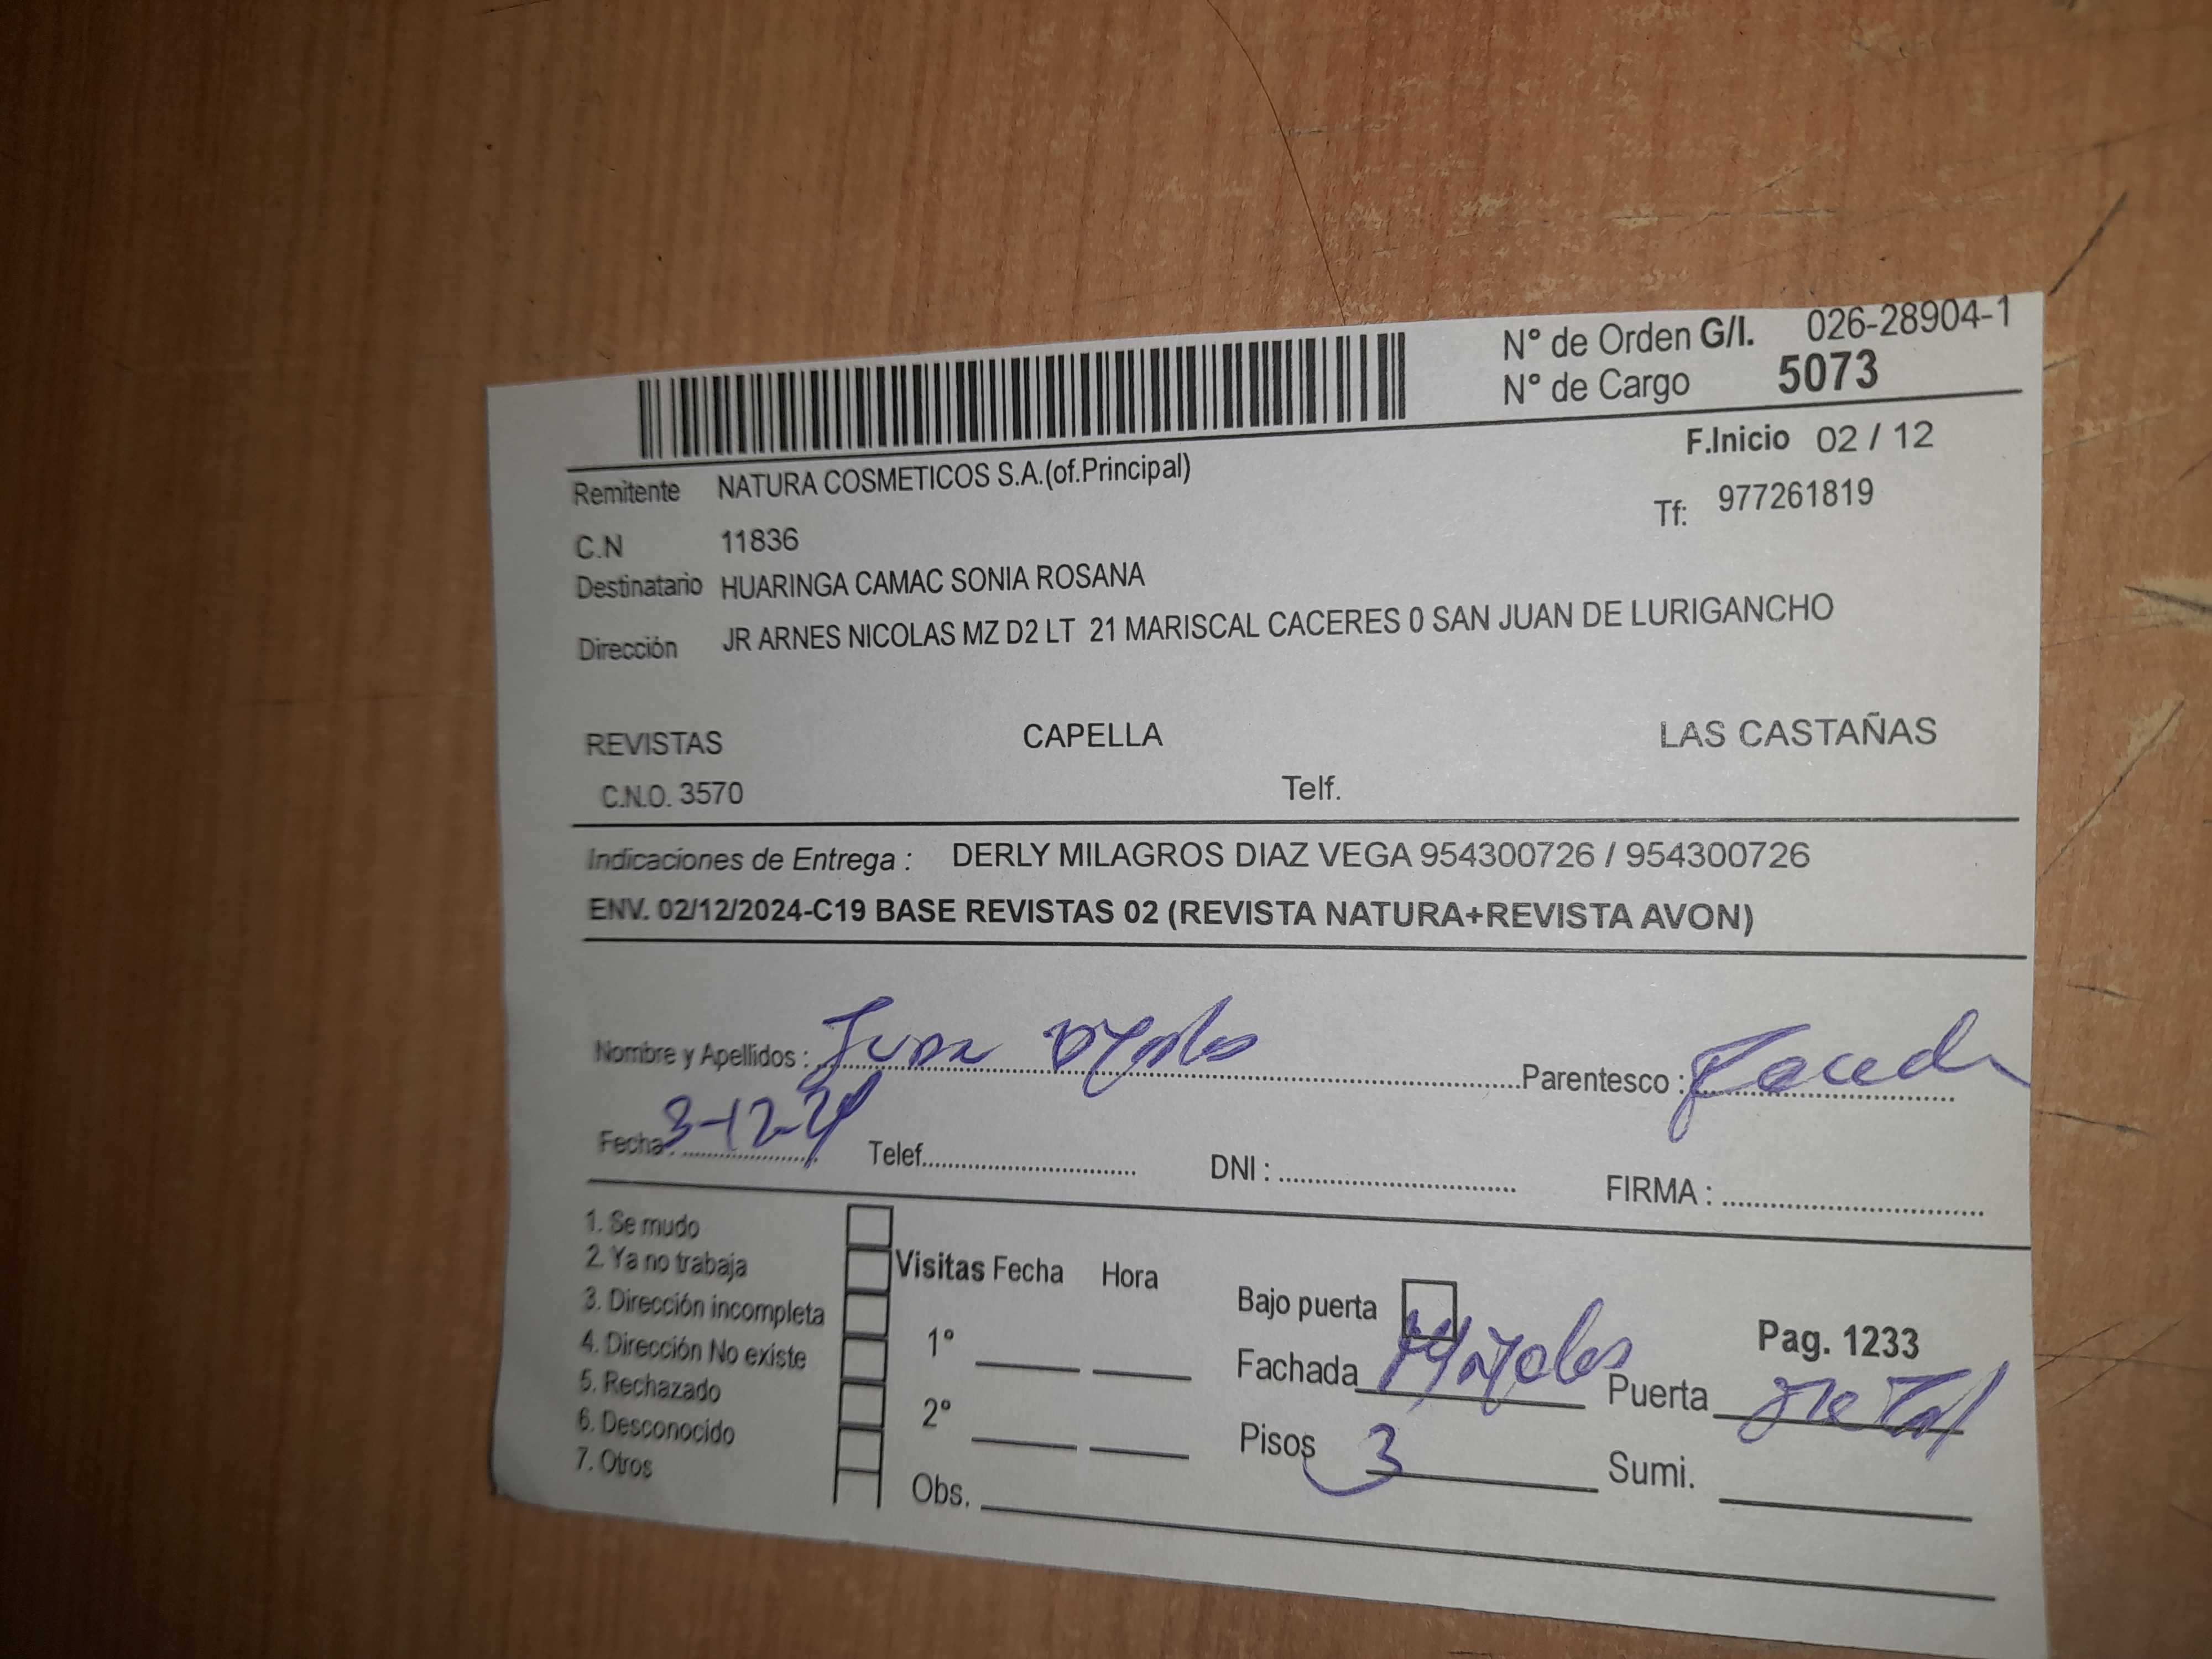 N° de Orden G/I. 026-28904-1
N° de Cargo 5073
F.Inicio 02 / 12
Remitente NATURA COSMETICOS S.A.(of.Principal)
Tf: 977261819
C.N 11836
Destinatario HUARINGA CAMAC SONIA ROSANA
Dirección JR ARNES NICOLAS MZ D2 LT 21 MARISCAL CACERES 0 SAN JUAN DE LURIGANCHO
REVISTAS CAPELLA LAS CASTAÑAS
C.N.O. 3570 Telf.
Indicaciones de Entrega : DERLY MILAGROS DIAZ VEGA 954300726 / 954300726
ENV. 02/12/2024-C19 BASE REVISTAS 02 (REVISTA NATURA+REVISTA AVON)
Nombre y Apellidos : Juan Parentesco :
Fecha : 3-12-24 Telef. DNI : FIRMA :
1. Se mudo
2. Ya no trabaja
3. Dirección incompleta
4. Dirección No existe
5. Rechazado
6. Desconocido
7. Otros
Visitas Fecha Hora
1°
2°
Obs.
Bajo puerta
Pag. 1233
Fachada Puerta metal
Pisos 3 Sumi.